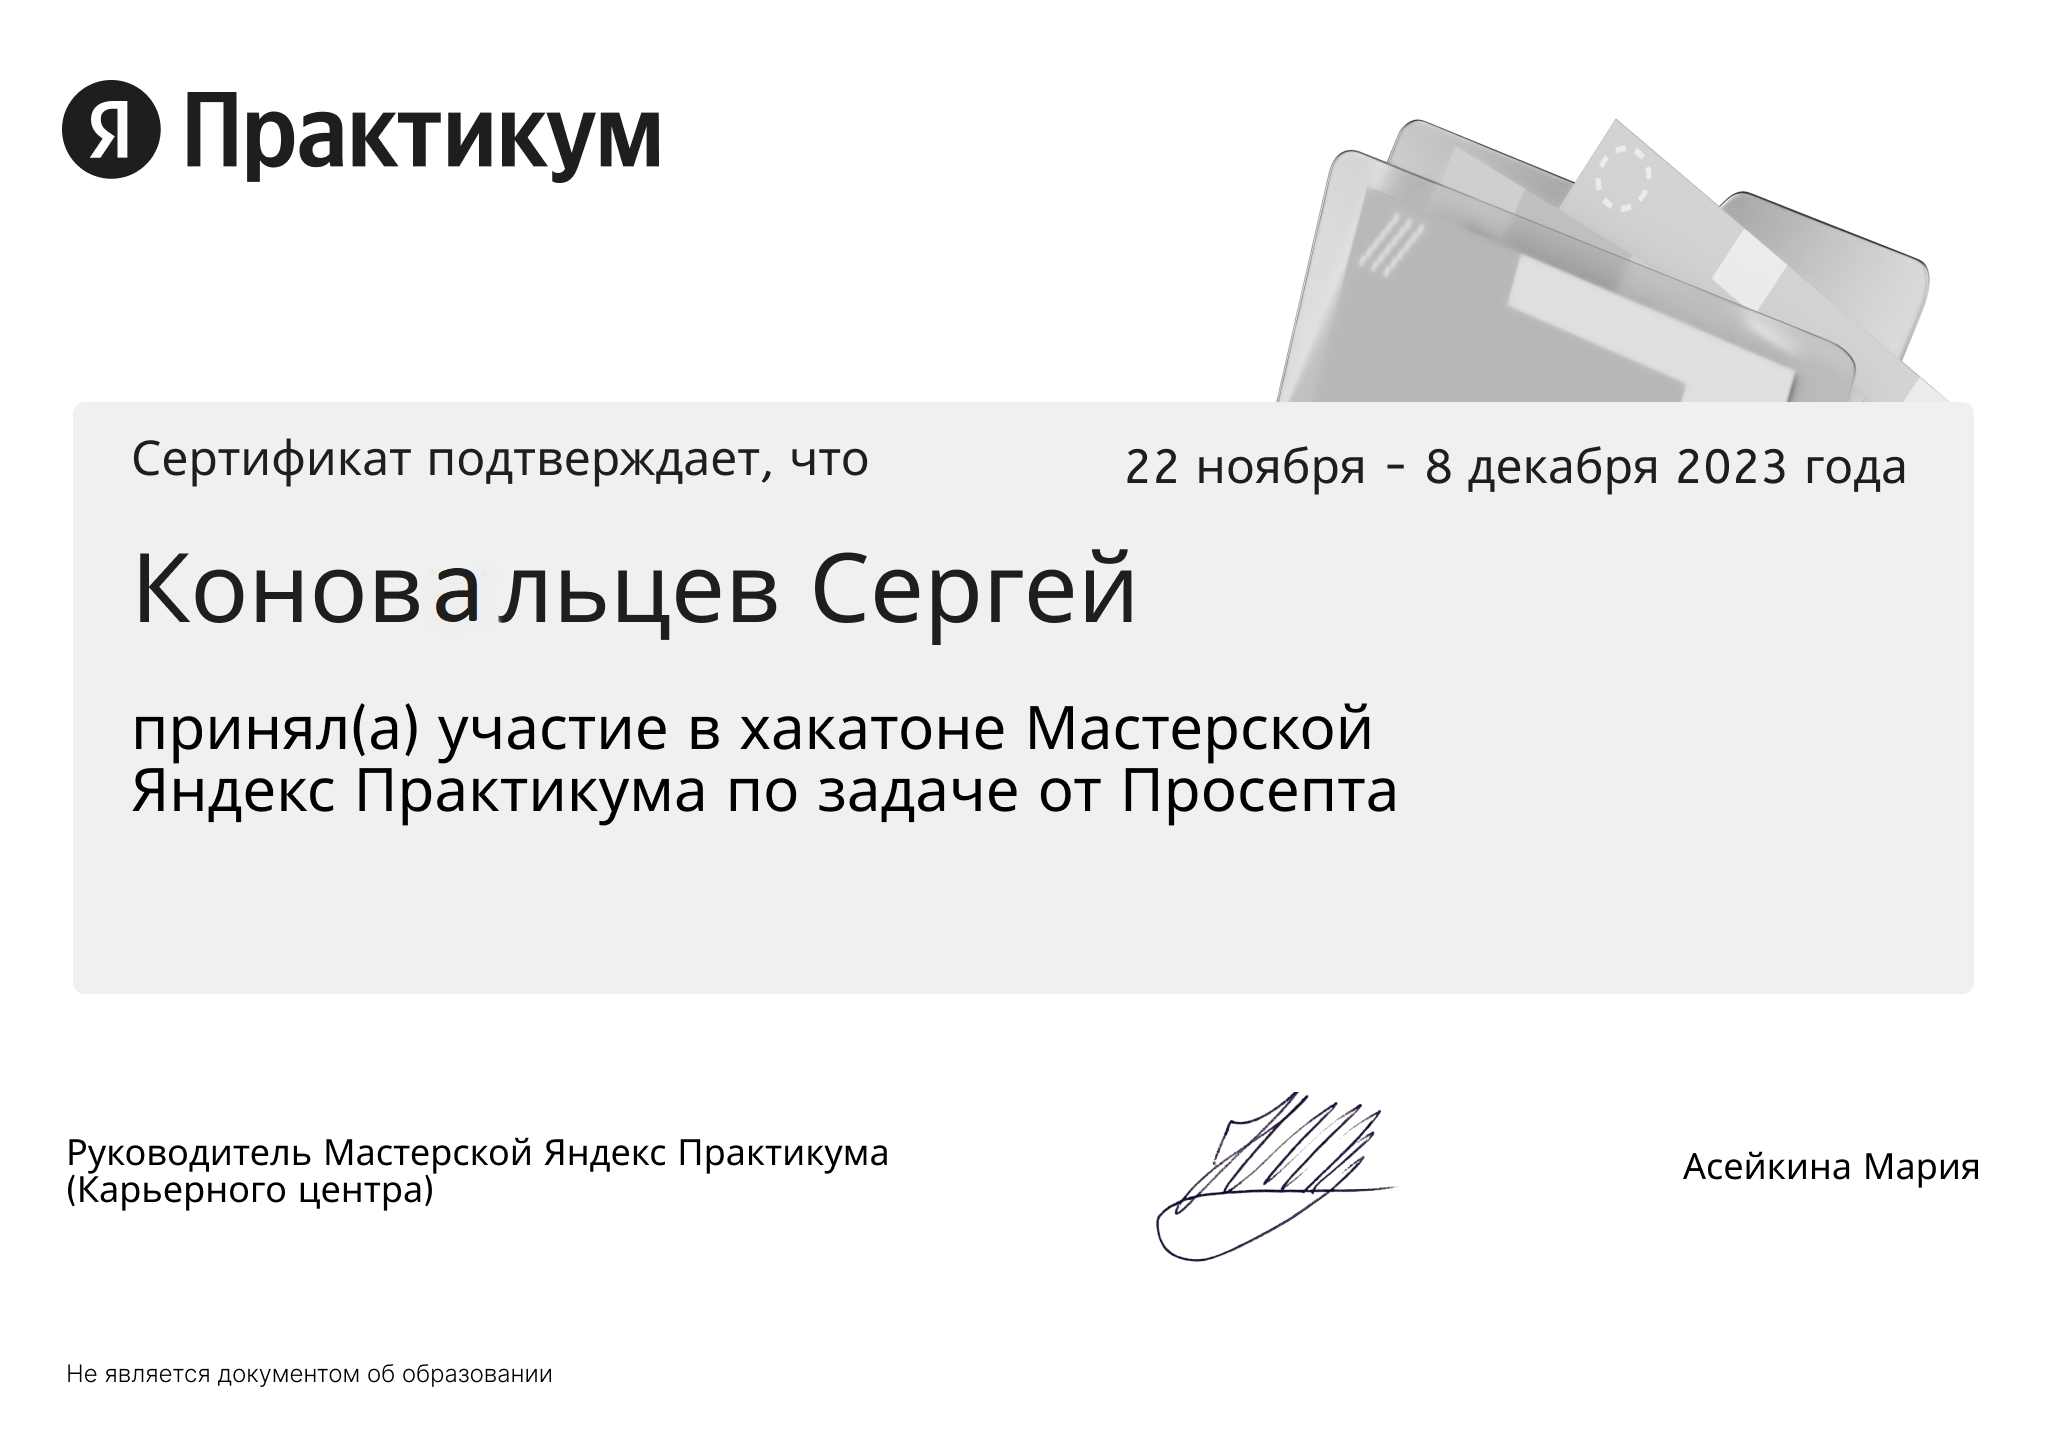 Я Практикум
Сертификат подтверждает, что
22 ноября - 8 декабря 2023 года
Коновальцев Сергей
принял(а) участие в хакатоне Мастерской
Яндекс Практикума по задаче от Просепта
Руководитель Мастерской Яндекс Практикума
(Карьерного центра)
Асейкина Мария
Не является документом об образовании